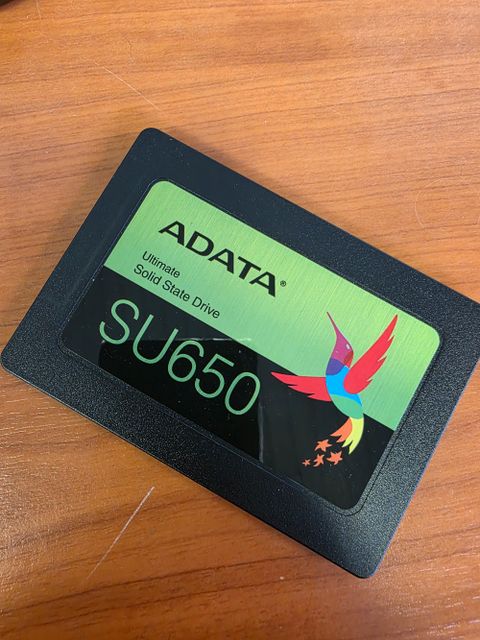 ADATA®
Ultimate
Solid State Drive
SU650